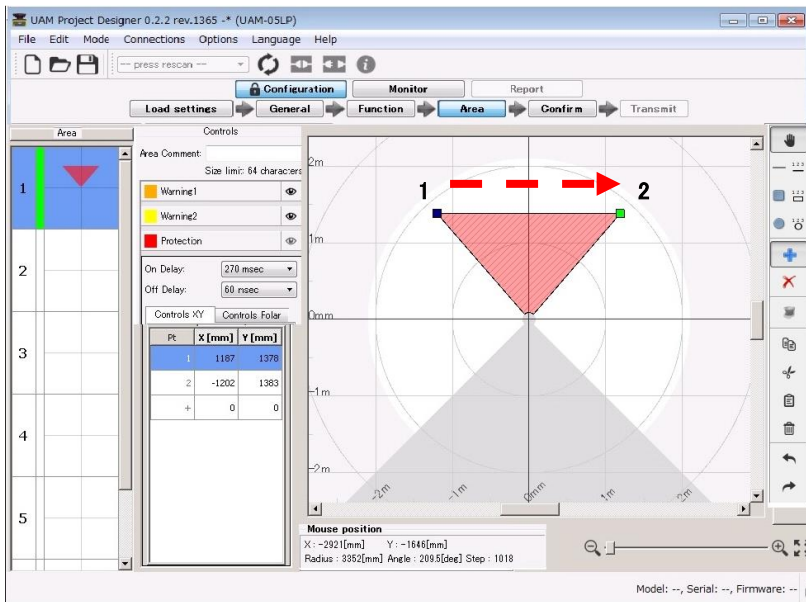 UAM Project Designer 0.2.2 rev.1365 -* (UAM-05LP)
File Edit Mode Connections Options Language Help
-- press rescan --
Configuration Monitor Report
Load settings General Function Area Confirm Transmit
Area
1
2
3
4
5
Controls
Area Comment:
Size limit: 64 characters
Warning1
Warning2
Protection
On Delay: 270 msec
Off Delay: 60 msec
Controls XY Controls Polar
Pt X [mm] Y [mm]
1 1187 1378
2 -1202 1383
+ 0 0
2m
1 2
1m
0mm
-1m
-2m
-2m -1m 0mm 1m 2m
Mouse position
X : -2921[mm] Y : -1646[mm]
Radius : 3352[mm] Angle : 209.5[deg] Step : 1018
123
123
123
Model: --, Serial: --, Firmware: --